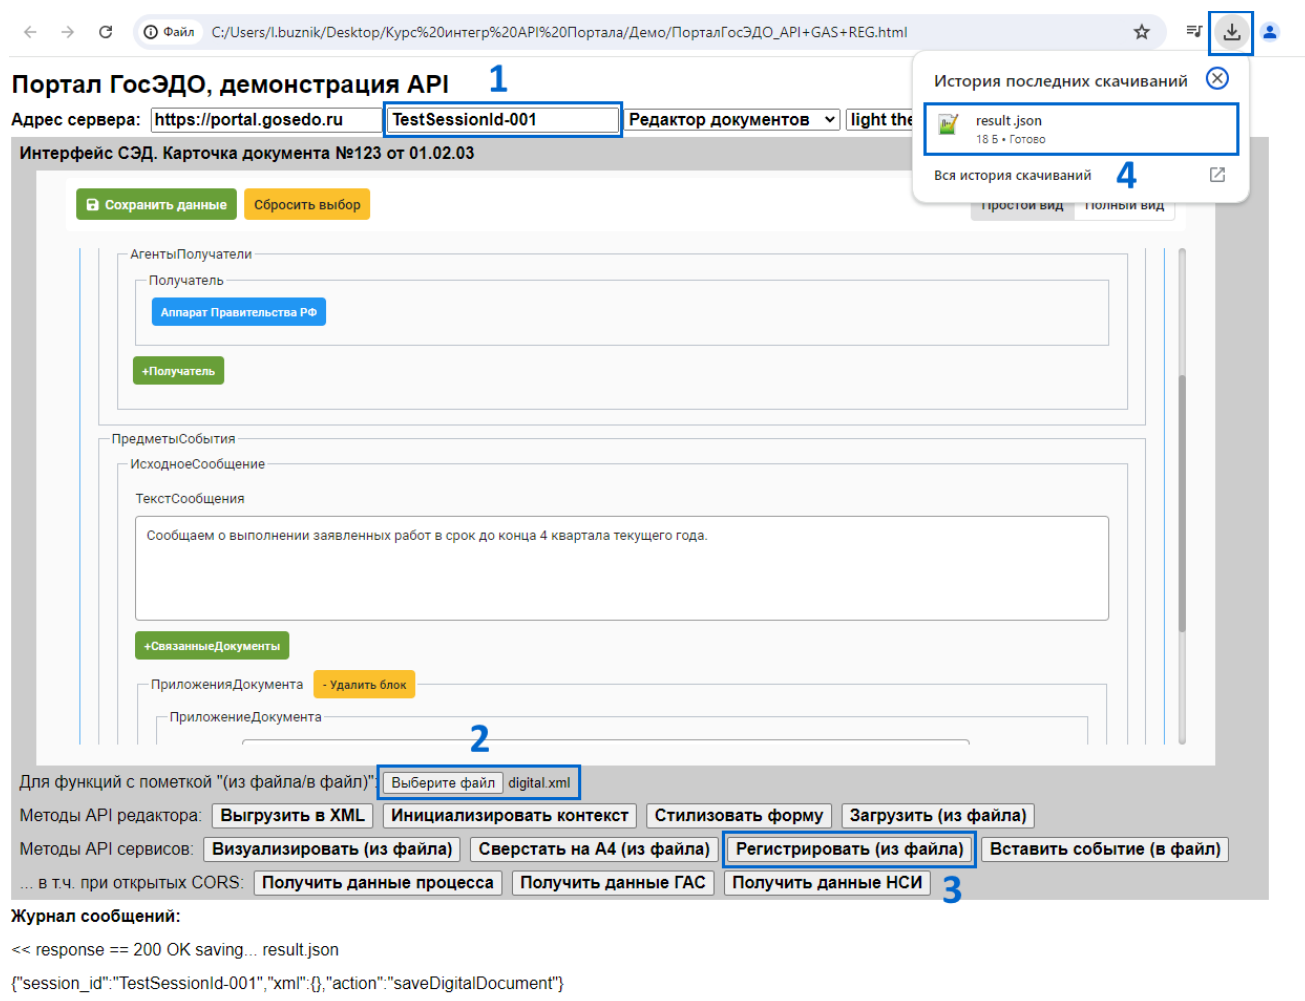 Файл C:/Users/l.buznik/Desktop/Курс%20интегр%20API%20Портала/Демо/ПорталГосЭДО_API+GAS+REG.html
История последних скачиваний
result.json
18 Б • Готово
Вся история скачиваний
4
Портал ГосЭДО, демонстрация API
1
Адрес сервера: https://portal.gosedo.ru TestSessionId-001 Редактор документов light the
Интерфейс СЭД. Карточка документа №123 от 01.02.03
Сохранить данные Сбросить выбор Простой вид Полный вид
АгентыПолучатели
Получатель
Аппарат Правительства РФ
+Получатель
ПредметыСобытия
ИсходноеСообщение
ТекстСообщения
Сообщаем о выполнении заявленных работ в срок до конца 4 квартала текущего года.
+СвязанныеДокументы
ПриложенияДокумента - Удалить блок
ПриложениеДокумента
2
Для функций с пометкой "(из файла/в файл)": Выберите файл digital.xml
Методы API редактора: Выгрузить в XML Инициализировать контекст Стилизовать форму Загрузить (из файла)
Методы API сервисов: Визуализировать (из файла) Сверстать на А4 (из файла) Регистрировать (из файла) Вставить событие (в файл)
... в т.ч. при открытых CORS: Получить данные процесса Получить данные ГАС Получить данные НСИ
3
Журнал сообщений:
<< response == 200 OK saving... result.json
{"session_id":"TestSessionId-001","xml":{},"action":"saveDigitalDocument"}